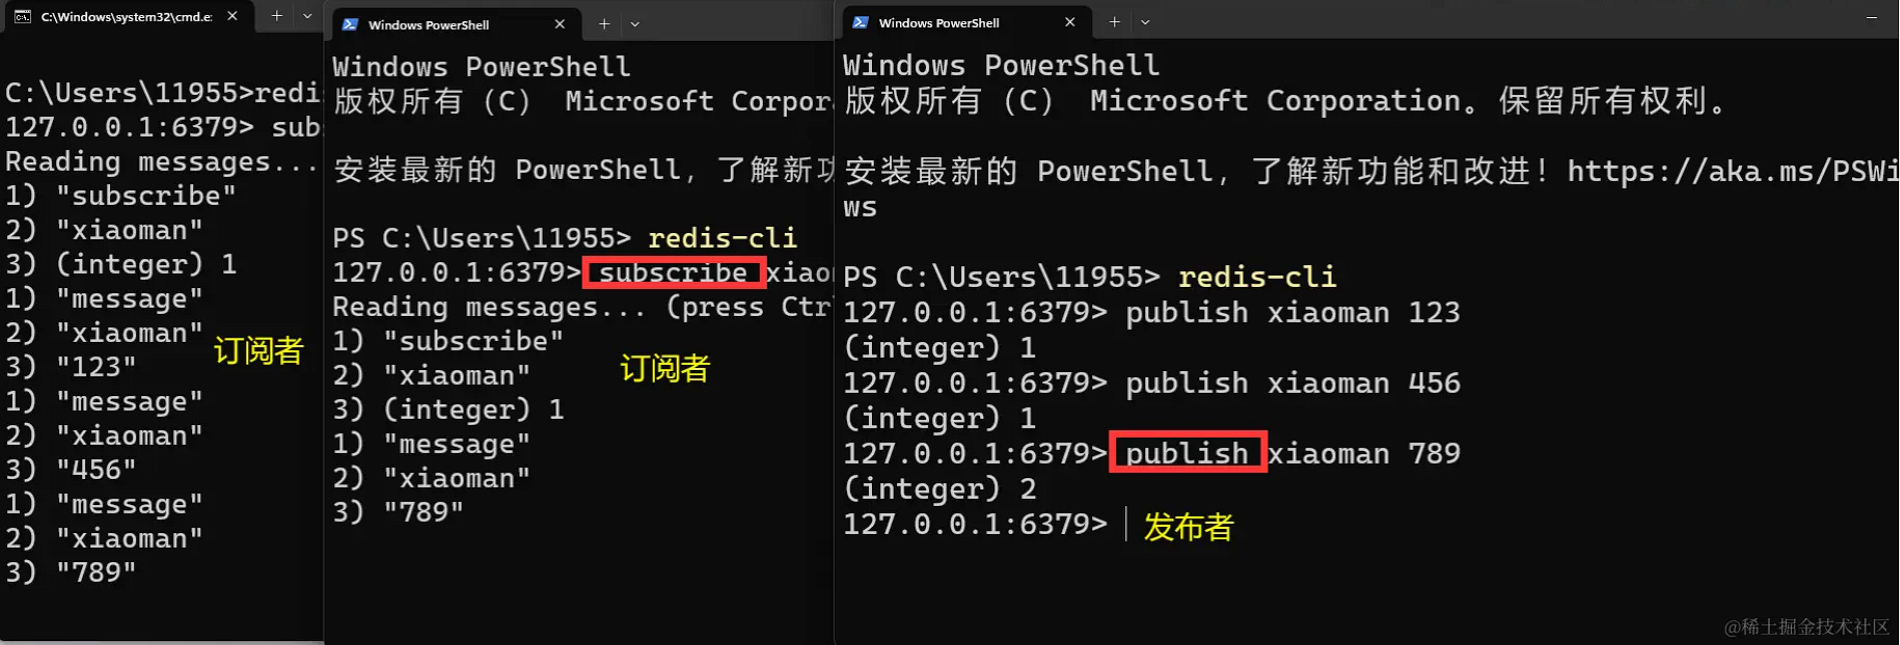 C:\Windows\system32\cmd.e:
C:\Users\11955>redi
127.0.0.1:6379> sub
Reading messages...
1) "subscribe"
2) "xiaoman"
3) (integer) 1
1) "message"
2) "xiaoman"
3) "123"
1) "message"
2) "xiaoman"
3) "456"
1) "message"
2) "xiaoman"
3) "789"
订阅者
Windows PowerShell
Windows PowerShell
版权所有 (C) Microsoft Corpor
安装最新的 PowerShell，了解新功
PS C:\Users\11955> redis-cli
127.0.0.1:6379> subscribe xiao
Reading messages... (press Ctr
1) "subscribe"
2) "xiaoman"
3) (integer) 1
1) "message"
2) "xiaoman"
3) "789"
订阅者
Windows PowerShell
Windows PowerShell
版权所有 (C) Microsoft Corporation。保留所有权利。
安装最新的 PowerShell，了解新功能和改进！https://aka.ms/PSWi
ws
PS C:\Users\11955> redis-cli
127.0.0.1:6379> publish xiaoman 123
(integer) 1
127.0.0.1:6379> publish xiaoman 456
(integer) 1
127.0.0.1:6379> publish xiaoman 789
(integer) 2
127.0.0.1:6379>
发布者
@稀土掘金技术社区